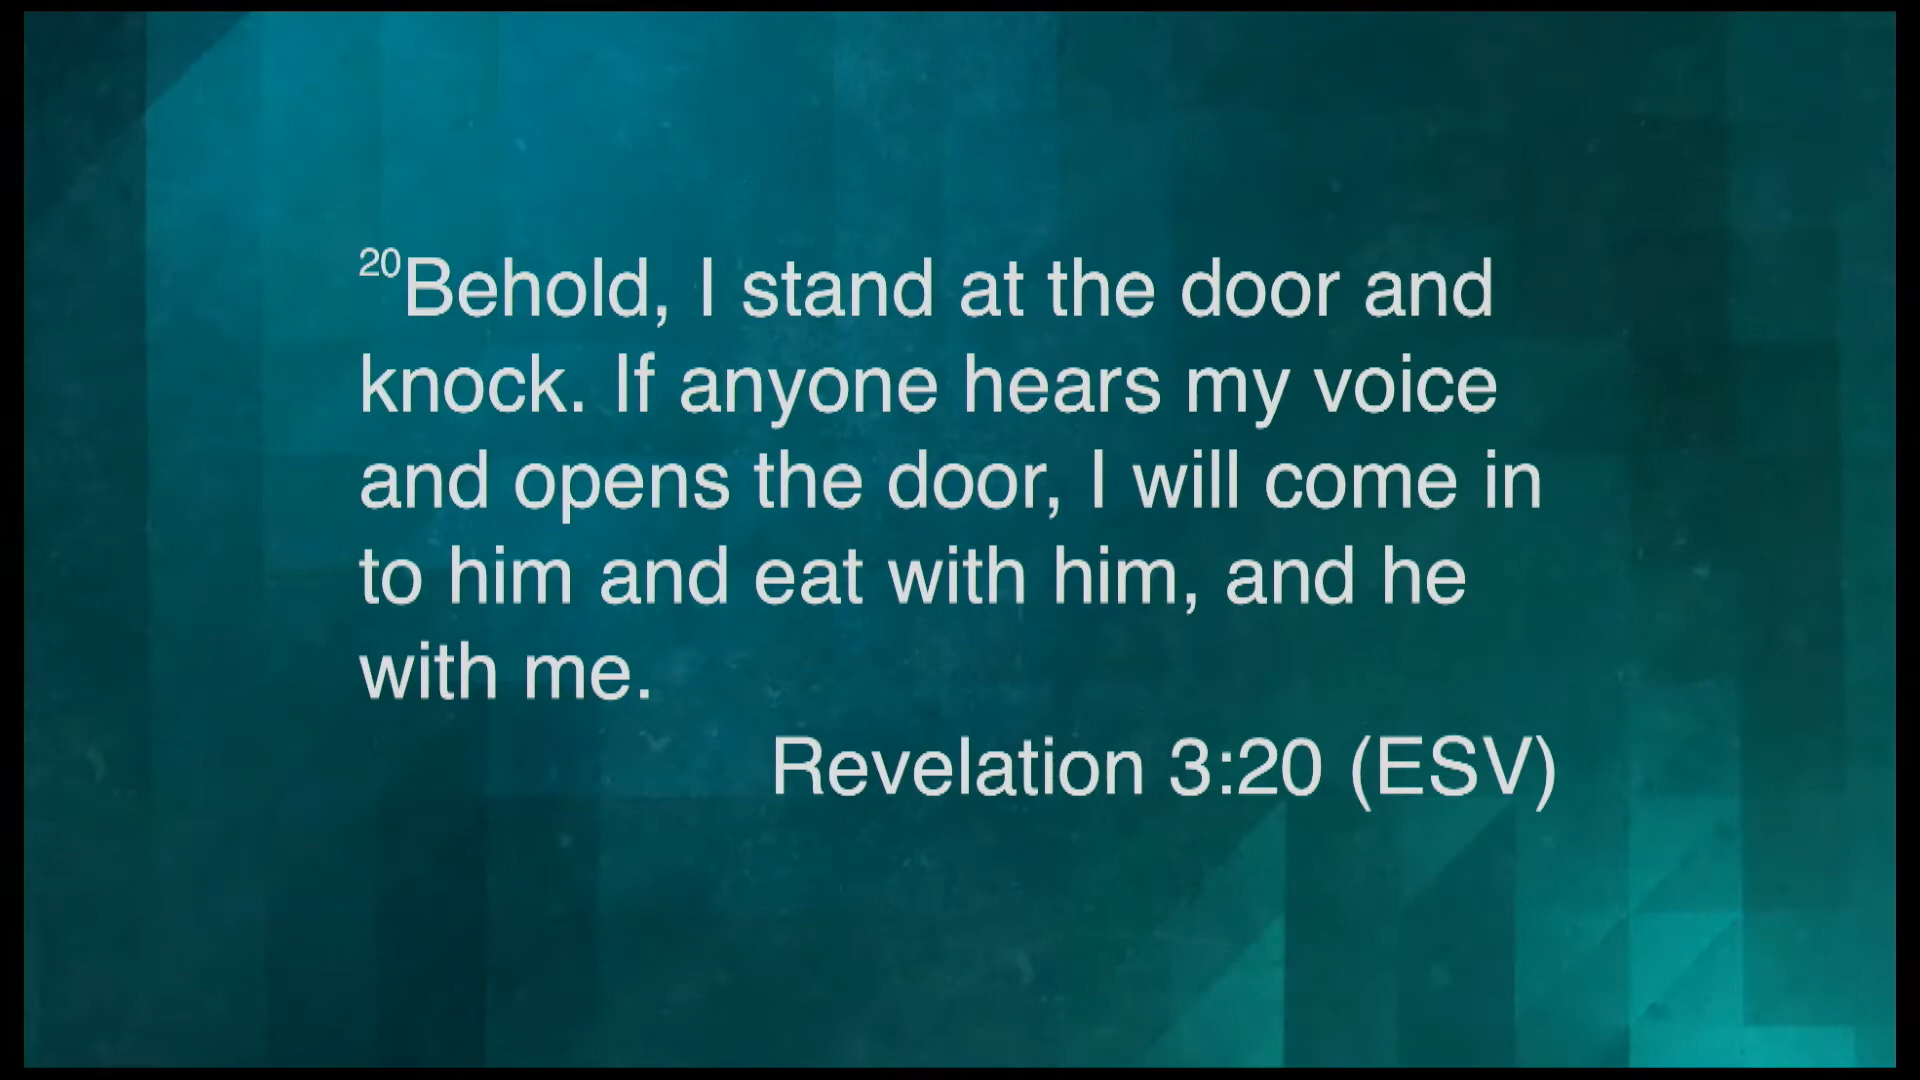 20Behold, I stand at the door and
knock. If anyone hears my voice
and opens the door, I will come in
to him and eat with him, and he
with me.
Revelation 3:20 (ESV)